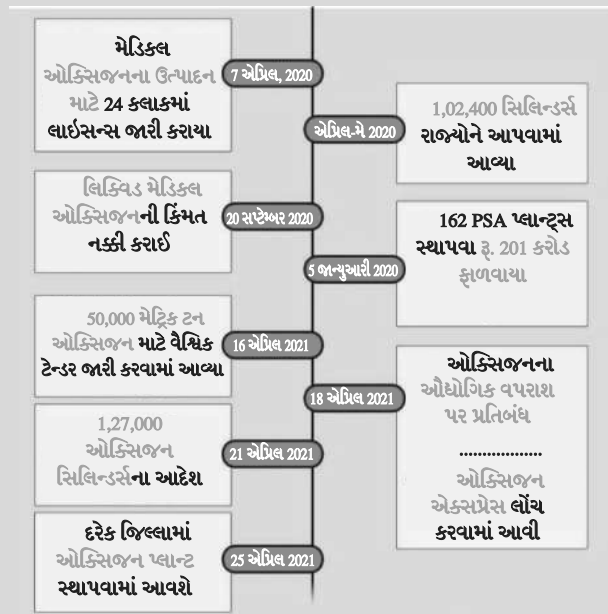 મેડિકલ
ઓક્સિજનના ઉત્પાદન
માટે 24 કલાકમાં
લાઇસન્સ જારી કરાયા
7 એપ્રિલ, 2020
1,02,400 સિલિન્ડર્સ
રાજ્યોને આપવામાં
આવ્યા
એપ્રિલ-મે 2020
લિક્વિડ મેડિકલ
ઓક્સિજનની કિંમત
નક્કી કરાઈ
20 સપ્ટેમ્બર 2020
162 PSA પ્લાન્ટ્સ
સ્થાપવા રૂ. 201 કરોડ
ફાળવાયા
5 જાન્યુઆરી 2020
50,000 મેટ્રિક ટન
ઓક્સિજન માટે વૈશ્વિક
ટેન્ડર જારી કરવામાં આવ્યા
16 એપ્રિલ 2021
ઓક્સિજનના
ઔદ્યોગિક વપરાશ
પર પ્રતિબંધ
..................
ઓક્સિજન
એક્સપ્રેસ લોંચ
કરવામાં આવી
18 એપ્રિલ 2021
1,27,000
ઓક્સિજન
સિલિન્ડર્સના આદેશ
21 એપ્રિલ 2021
દરેક જિલ્લામાં
ઓક્સિજન પ્લાન્ટ
સ્થાપવામાં આવશે
25 એપ્રિલ 2021